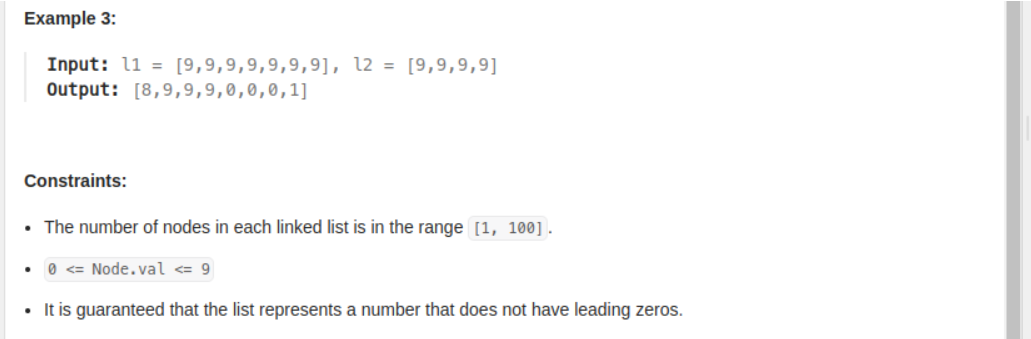 Example 3:
Input: l1 = [9,9,9,9,9,9,9], l2 = [9,9,9,9]
Output: [8,9,9,9,0,0,0,1]
Constraints:
• The number of nodes in each linked list is in the range [1, 100].
• 0 <= Node.val <= 9
• It is guaranteed that the list represents a number that does not have leading zeros.